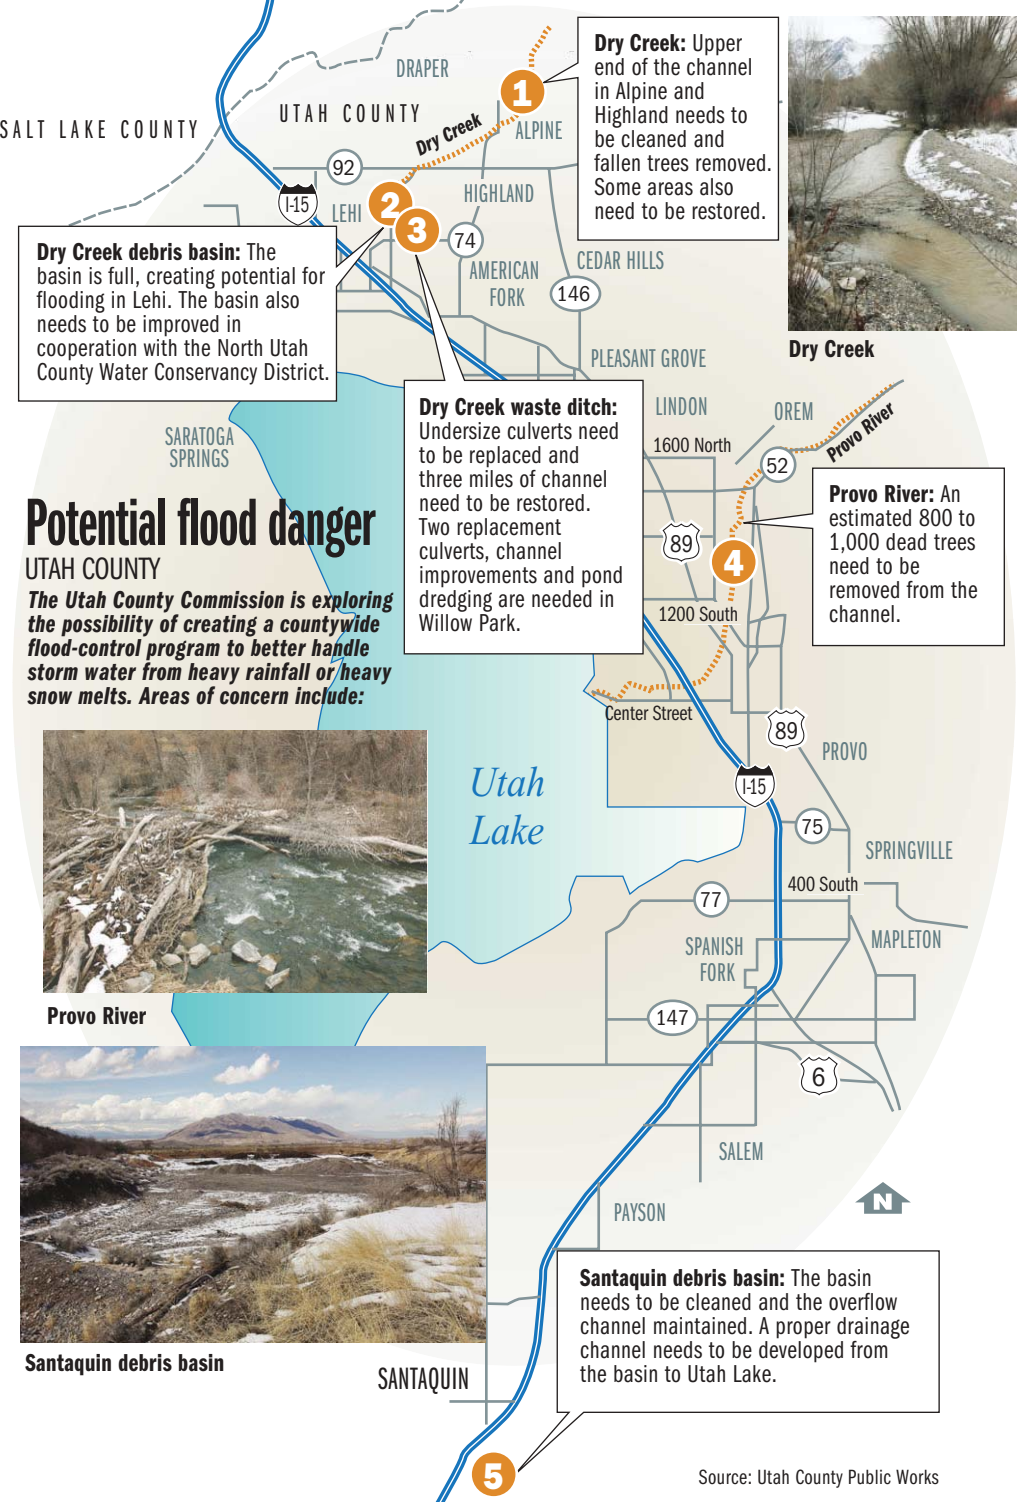 DRAPER
SALT LAKE COUNTY
UTAH COUNTY
Dry Creek
1
ALPINE
Dry Creek: Upper
end of the channel
in Alpine and
Highland needs to
be cleaned and
fallen trees removed.
Some areas also
need to be restored.
Dry Creek
92
I-15
LEHI
2
3
HIGHLAND
74
AMERICAN
FORK
CEDAR HILLS
146
Dry Creek debris basin: The
basin is full, creating potential for
flooding in Lehi. The basin also
needs to be improved in
cooperation with the North Utah
County Water Conservancy District.
PLEASANT GROVE
Dry Creek waste ditch:
Undersize culverts need
to be replaced and
three miles of channel
need to be restored.
Two replacement
culverts, channel
improvements and pond
dredging are needed in
Willow Park.
LINDON
OREM
Provo River
1600 North
52
SARATOGA
SPRINGS
Provo River: An
estimated 800 to
1,000 dead trees
need to be
removed from the
channel.
89
4
1200 South
Potential flood danger
UTAH COUNTY
The Utah County Commission is exploring
the possibility of creating a countywide
flood-control program to better handle
storm water from heavy rainfall or heavy
snow melts. Areas of concern include:
Center Street
89
PROVO
Utah
Lake
I-15
75
SPRINGVILLE
400 South
77
SPANISH
FORK
MAPLETON
Provo River
147
6
SALEM
PAYSON
N
Santaquin debris basin
Santaquin debris basin: The basin
needs to be cleaned and the overflow
channel maintained. A proper drainage
channel needs to be developed from
the basin to Utah Lake.
SANTAQUIN
5
Source: Utah County Public Works